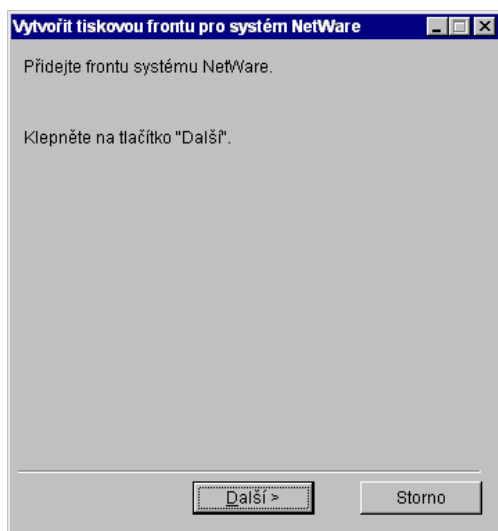 Vytvořit tiskovou frontu pro systém NetWare
Přidejte frontu systému NetWare.
Klepněte na tlačítko "Další".
Další >
Storno